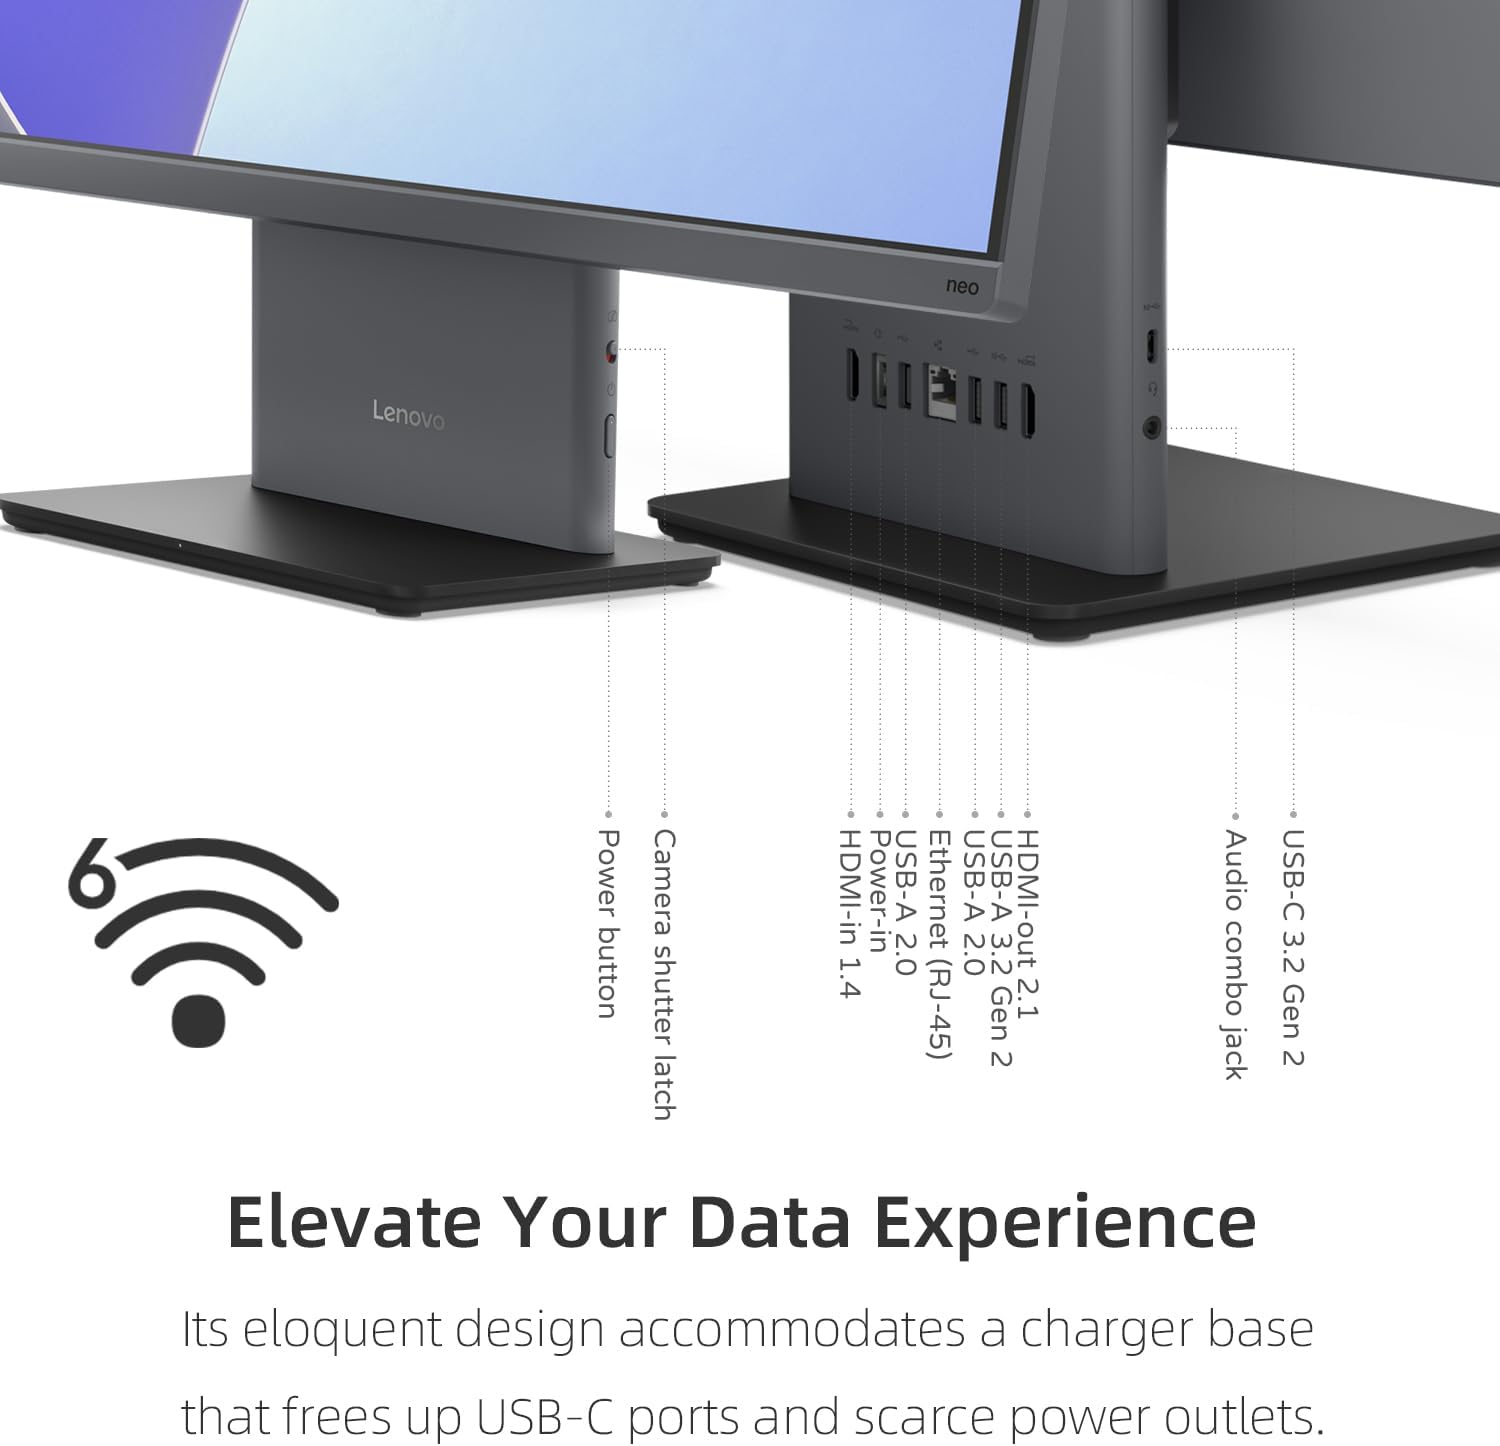 neo
Lenovo
Power button
Camera shutter latch
HDMI-in 1.4
Power-in
USB-A 2.0
Ethernet (RJ-45)
USB-A 2.0
USB-A 3.2 Gen 2
HDMI-out 2.1
Audio combo jack
USB-C 3.2 Gen 2
6
Elevate Your Data Experience
Its eloquent design accommodates a charger base
that frees up USB-C ports and scarce power outlets.